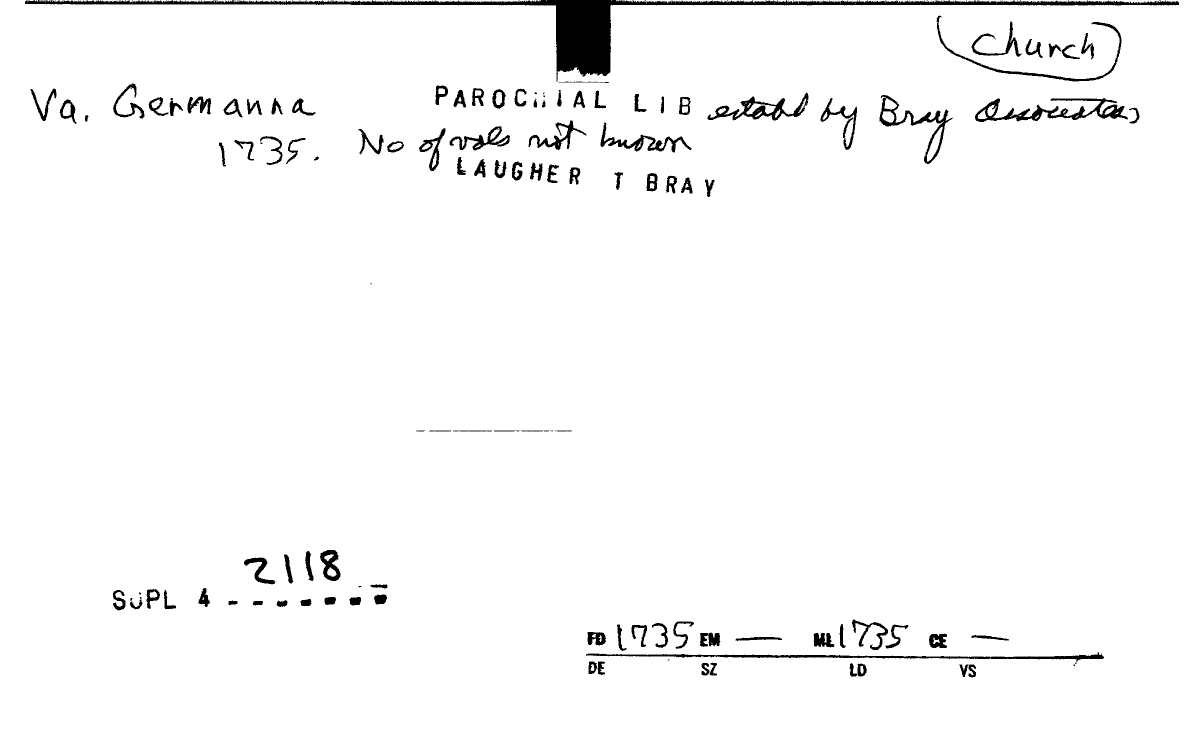 Church
Va. Germanna PAROCHIAL LIB estabd by Bray Associates
1735. No of vols not known
LAUGHER T BRAY
2118
SUPL 4 - - - - - - -
FD 1735 EM — ML 1735 CE —
DE SZ LD VS